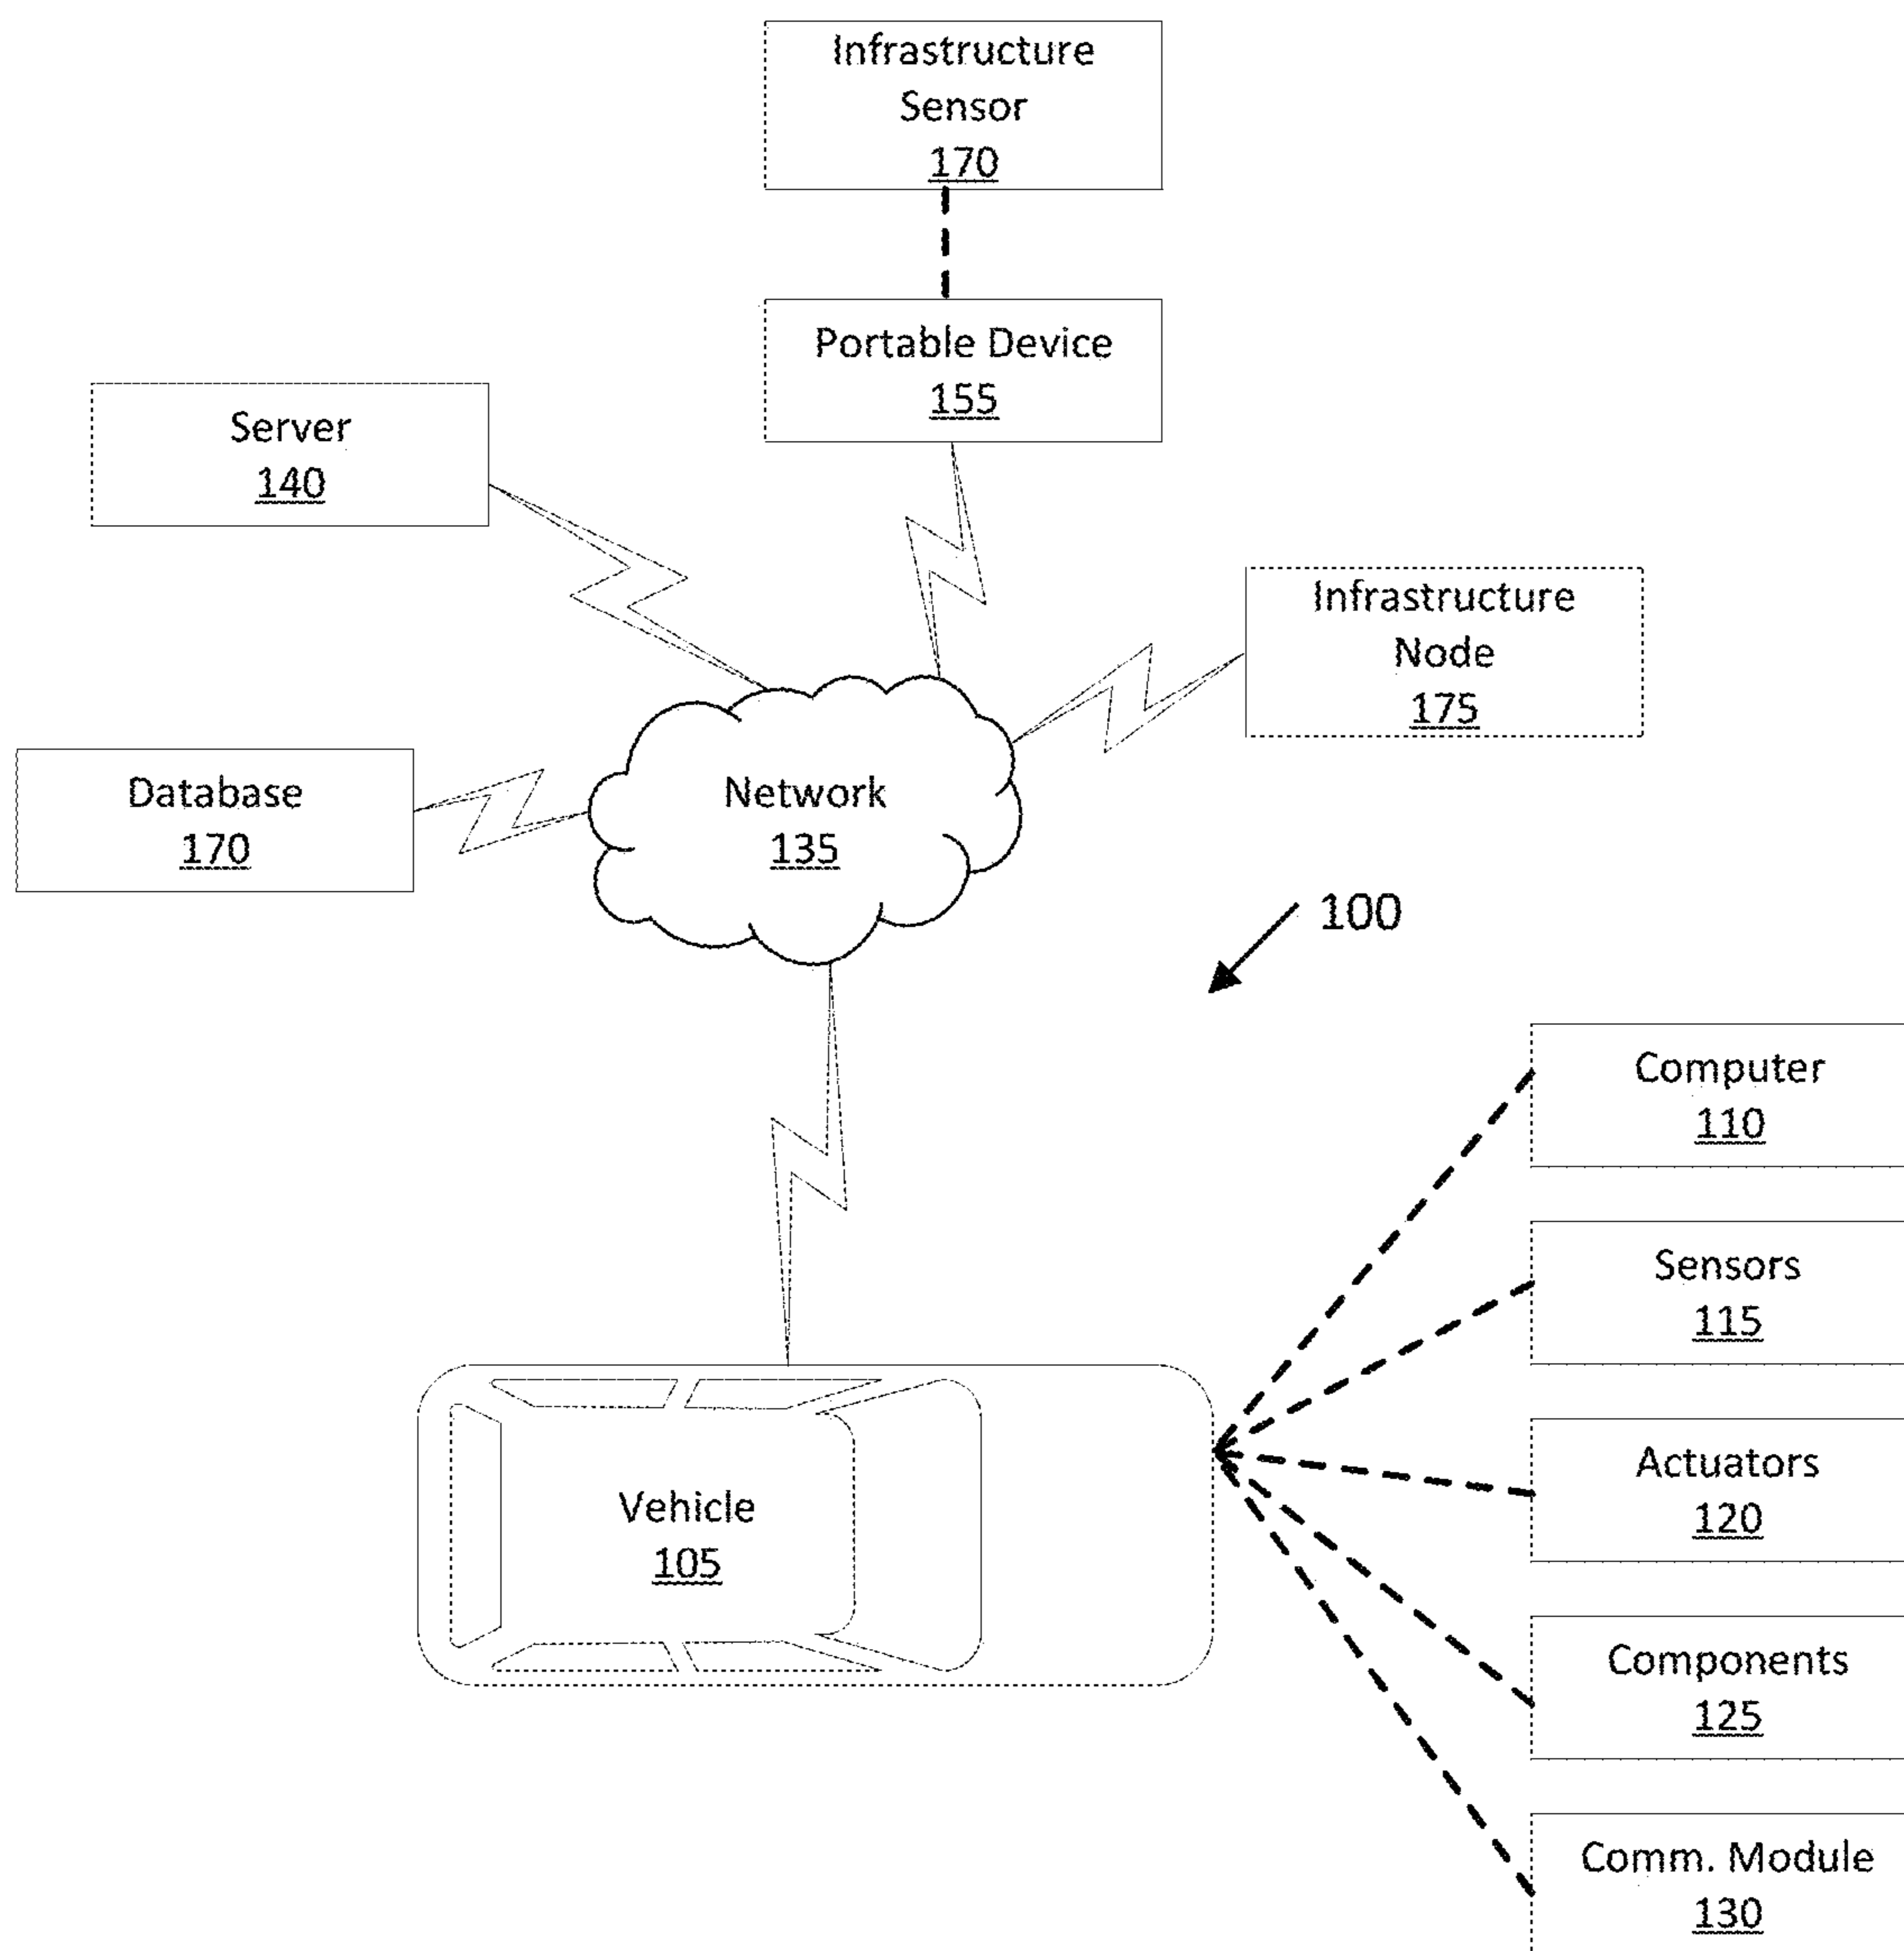 Infrastructure
Sensor
170
Portable Device
155
Server
140
Infrastructure
Node
175
Database
170
Network
135
100
Computer
110
Sensors
115
Actuators
120
Vehicle
105
Components
125
Comm. Module
130